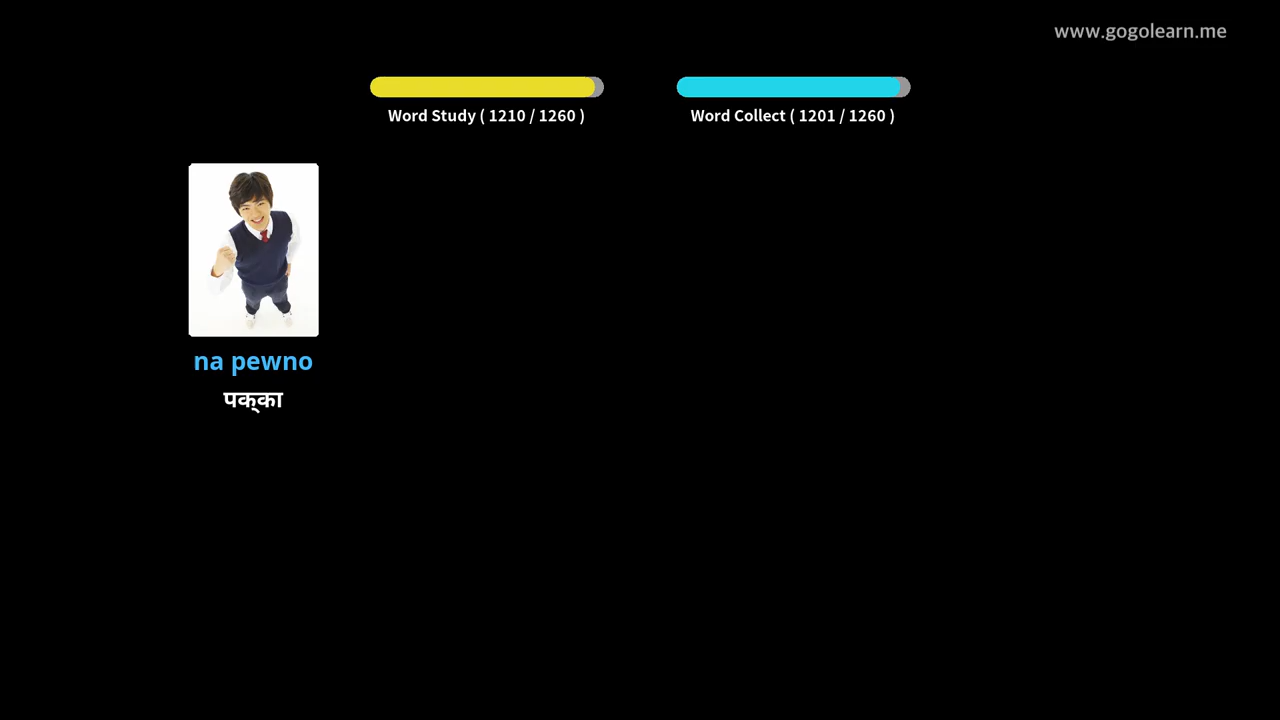 www.gogolearn.me
Word Study ( 1210 / 1260 )
Word Collect ( 1201 / 1260 )
na pewno
पक्का